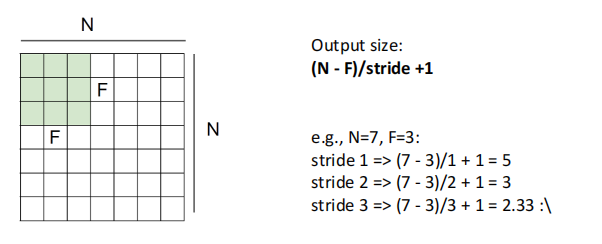 N
F
F
N
Output size:
(N - F)/stride +1
e.g., N=7, F=3:
stride 1 => (7 - 3)/1 + 1 = 5
stride 2 => (7 - 3)/2 + 1 = 3
stride 3 => (7 - 3)/3 + 1 = 2.33 :\